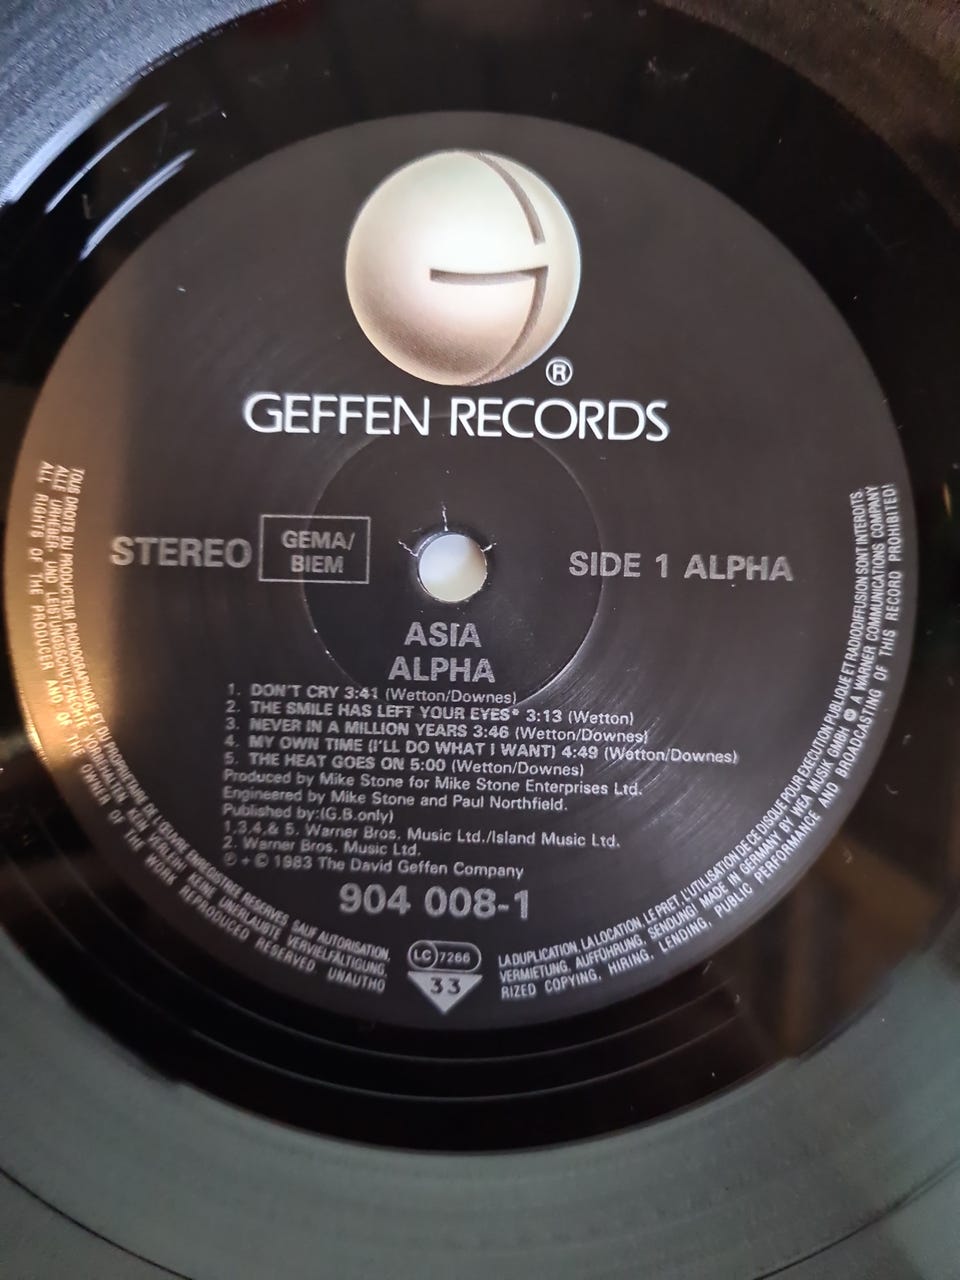 ®
GEFFEN RECORDS
STEREO
GEMA/
BIEM
SIDE 1 ALPHA
ASIA
ALPHA
1. DON'T CRY 3:41 (Wetton/Downes)
2. THE SMILE HAS LEFT YOUR EYES* 3:13 (Wetton)
3. NEVER IN A MILLION YEARS 3:46 (Wetton/Downes)
4. MY OWN TIME (I'LL DO WHAT I WANT) 4:49 (Wetton/Downes)
5. THE HEAT GOES ON 5:00 (Wetton/Downes)
Produced by Mike Stone for Mike Stone Enterprises Ltd.
Engineered by Mike Stone and Paul Northfield.
Published by:(G.B.only)
1,3,4,& 5. Warner Bros. Music Ltd./Island Music Ltd.
2. Warner Bros. Music Ltd.
℗ + © 1983 The David Geffen Company
904 008-1
LC 7266
33
TOUS DROITS DU PRODUCTEUR PHONOGRAPHIQUE ET DU PROPRIETAIRE DE L'ŒUVRE ENREGISTREE RESERVES SAUF AUTORISATION,
LA DUPLICATION, LA LOCATION, LE PRET, L'UTILISATION DE CE DISQUE POUR EXECUTION PUBLIQUE ET RADIODIFFUSION SONT INTERDITS.
ALLE URHEBER- UND LEISTUNGSSCHUTZRECHTE VORBEHALTEN KEIN VERLEIH! KEINE UNERLAUBTE VERVIELFÄLTIGUNG,
VERMIETUNG, AUFFÜHRUNG, SENDUNG! MADE IN GERMANY BY WEA MUSIK GMBH A WARNER COMMUNICATIONS COMPANY
ALL RIGHTS OF THE PRODUCER AND OF THE OWNER OF THE WORK REPRODUCED RESERVED UNAUTHO
RIZED COPYING, HIRING, LENDING, PUBLIC PERFORMANCE AND BROADCASTING OF THIS RECORD PROHIBITED!